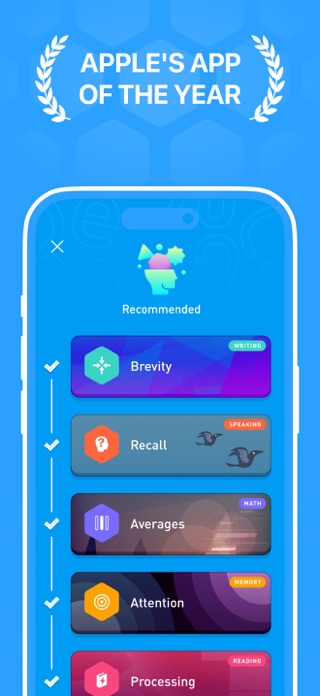 APPLE'S APP
OF THE YEAR
Recommended
WRITING
Brevity
SPEAKING
Recall
MATH
Averages
MEMORY
Attention
READING
Processing